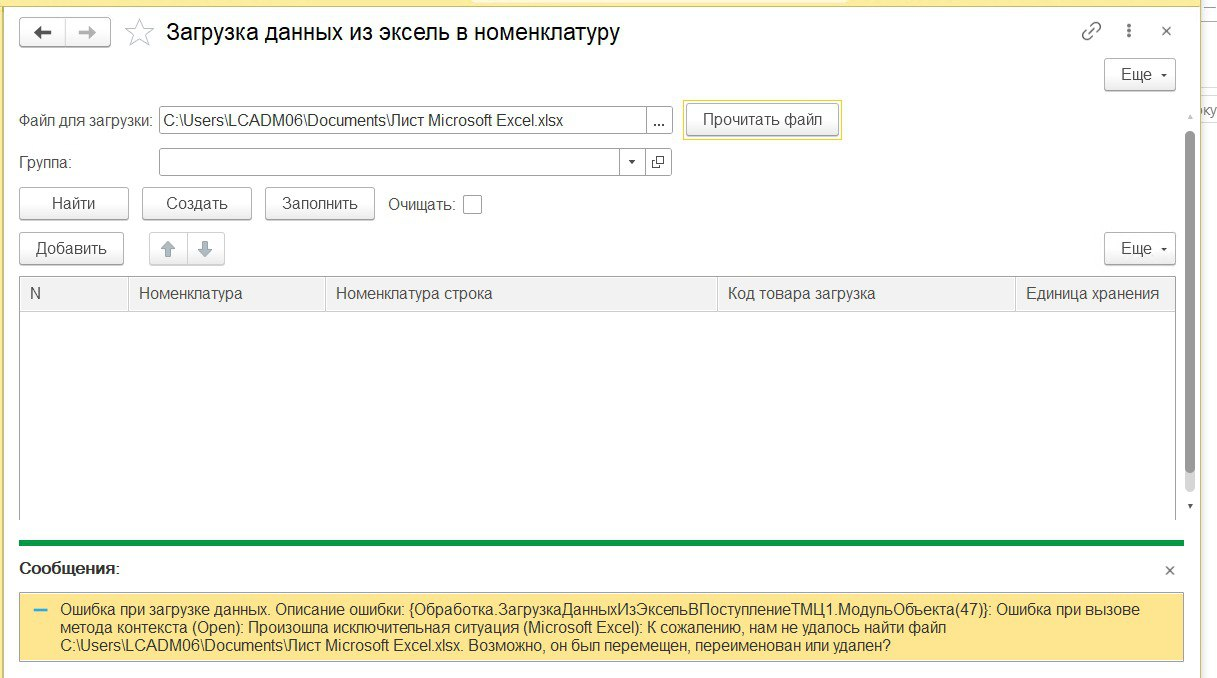 Загрузка данных из эксель в номенклатуру
Еще
Файл для загрузки: C:\Users\LCADM06\Documents\Лист Microsoft Excel.xlsx ... Прочитать файл
Группа:
Найти Создать Заполнить Очищать:
Добавить Еще
N Номенклатура Номенклатура строка Код товара загрузка Единица хранения
Сообщения:
Ошибка при загрузке данных. Описание ошибки: {Обработка.ЗагрузкаДанныхИзЭксельВПоступлениеТМЦ1.МодульОбъекта(47)}: Ошибка при вызове
метода контекста (Open): Произошла исключительная ситуация (Microsoft Excel): К сожалению, нам не удалось найти файл
C:\Users\LCADM06\Documents\Лист Microsoft Excel.xlsx. Возможно, он был перемещен, переименован или удален?